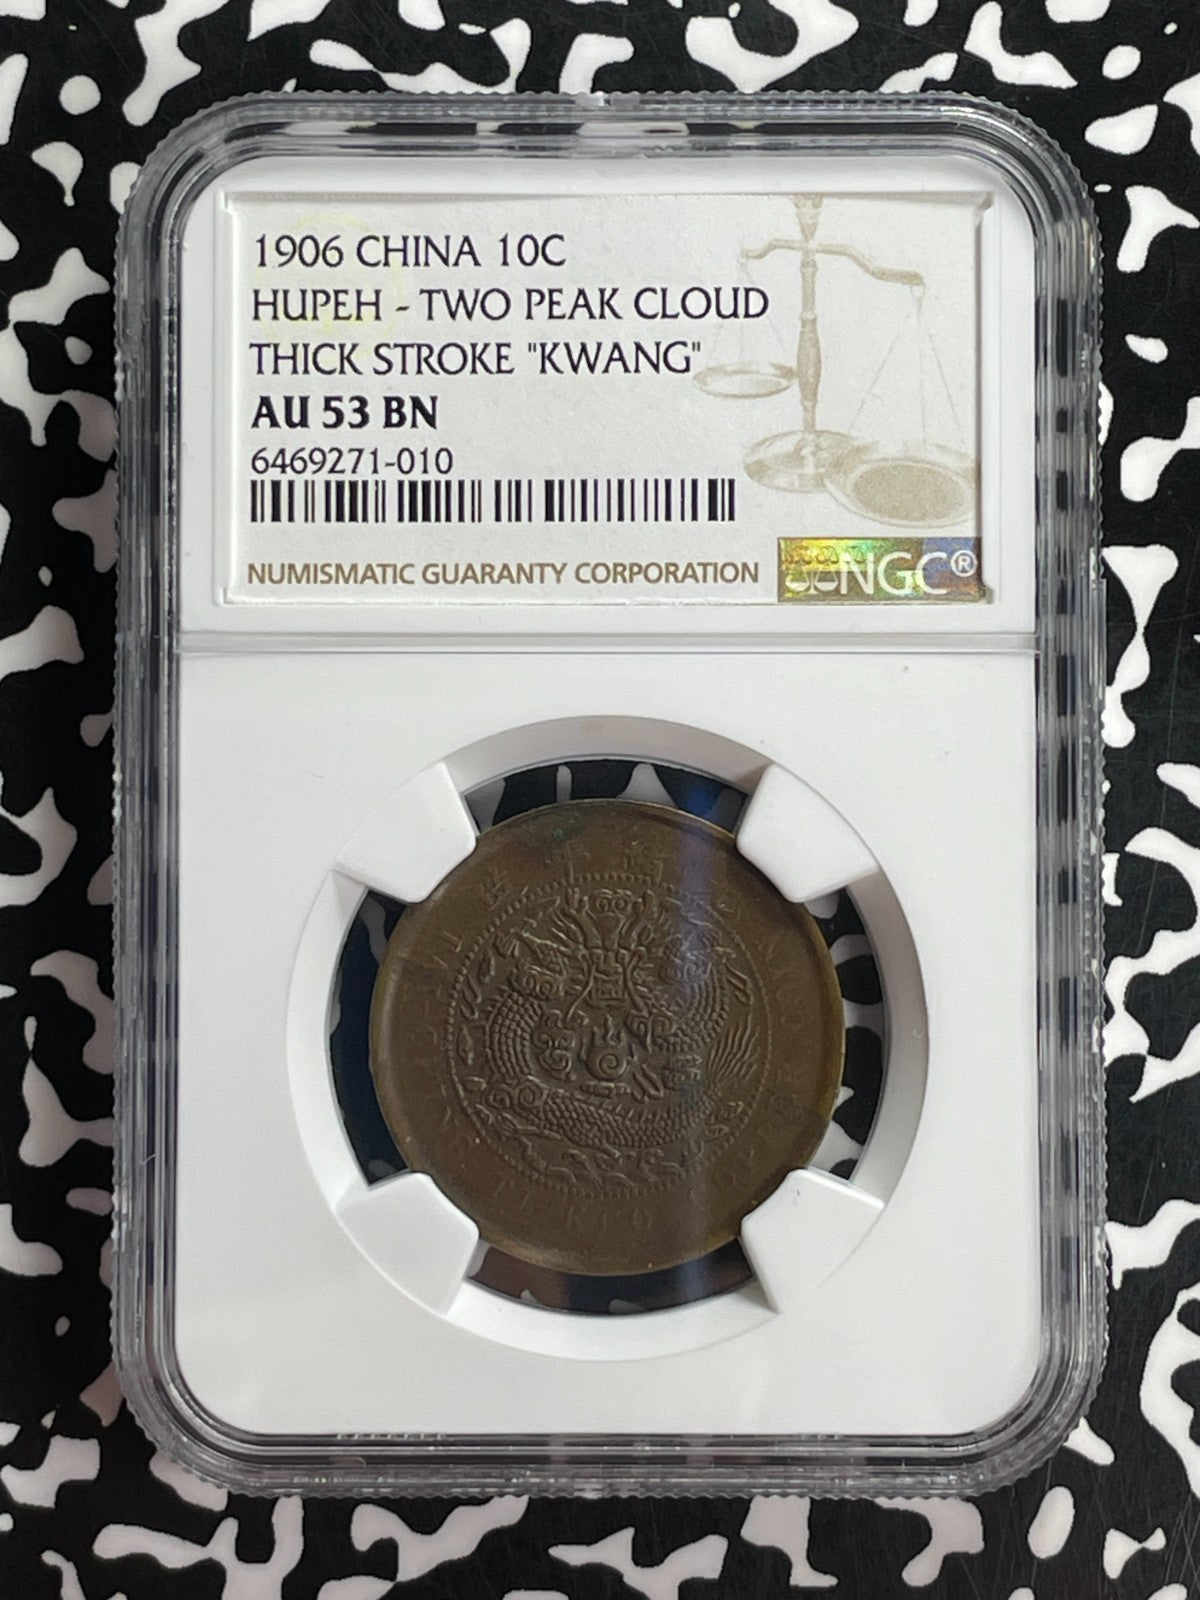 1906 CHINA 10C
HUPEH - TWO PEAK CLOUD
THICK STROKE "KWANG"
AU 53 BN
6469271-010
NUMISMATIC GUARANTY CORPORATION
NGC®